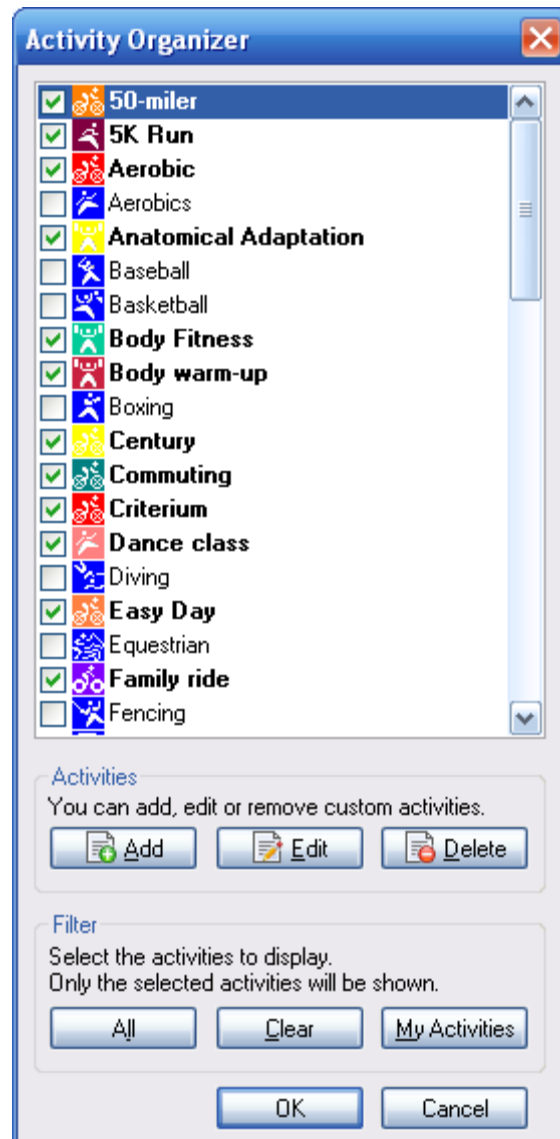 Activity Organizer
50-miler
5K Run
Aerobic
Aerobics
Anatomical Adaptation
Baseball
Basketball
Body Fitness
Body warm-up
Boxing
Century
Commuting
Criterium
Dance class
Diving
Easy Day
Equestrian
Family ride
Fencing
Activities
You can add, edit or remove custom activities.
Add Edit Delete
Filter
Select the activities to display.
Only the selected activities will be shown.
All Clear My Activities
OK Cancel